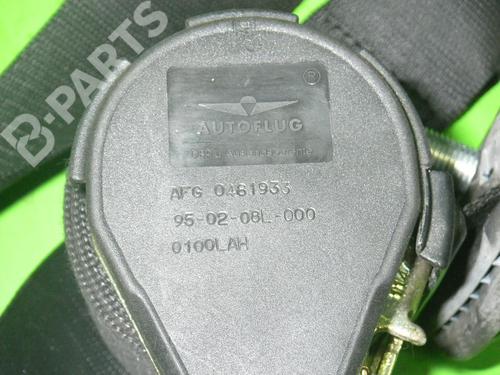 B-PARTS
®
AUTOFLUG
AFG 0461933
95-02-08L-000
0100LAH